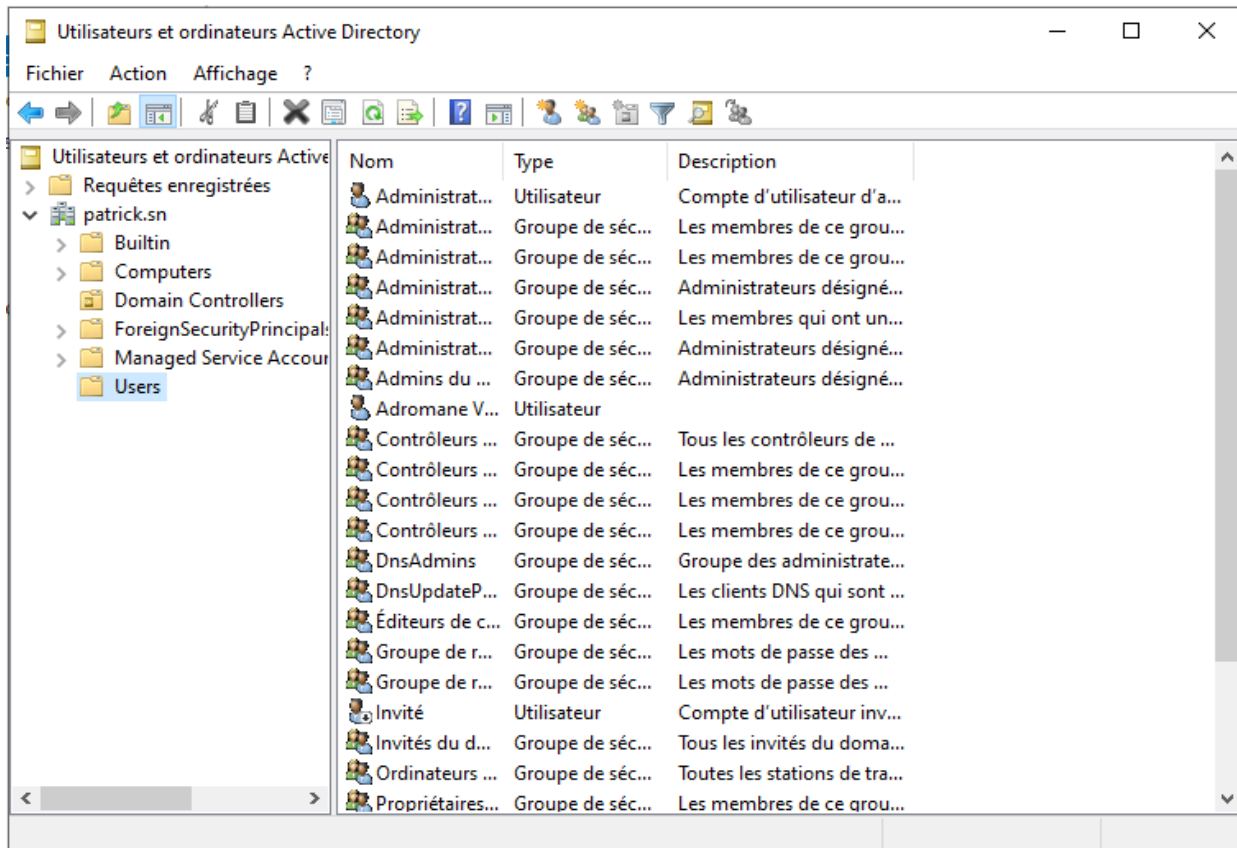 Utilisateurs et ordinateurs Active Directory
Fichier Action Affichage ?
Utilisateurs et ordinateurs Active
Requêtes enregistrées
patrick.sn
Builtin
Computers
Domain Controllers
ForeignSecurityPrincipal:
Managed Service Accour
Users
Nom Type Description
Administrat... Utilisateur Compte d'utilisateur d'a...
Administrat... Groupe de séc... Les membres de ce grou...
Administrat... Groupe de séc... Les membres de ce grou...
Administrat... Groupe de séc... Administrateurs désigné...
Administrat... Groupe de séc... Les membres qui ont un...
Administrat... Groupe de séc... Administrateurs désigné...
Admins du ... Groupe de séc... Administrateurs désigné...
Adromane V... Utilisateur
Contrôleurs ... Groupe de séc... Tous les contrôleurs de ...
Contrôleurs ... Groupe de séc... Les membres de ce grou...
Contrôleurs ... Groupe de séc... Les membres de ce grou...
Contrôleurs ... Groupe de séc... Les membres de ce grou...
DnsAdmins Groupe de séc... Groupe des administrate...
DnsUpdateP... Groupe de séc... Les clients DNS qui sont ...
Éditeurs de c... Groupe de séc... Les membres de ce grou...
Groupe de r... Groupe de séc... Les mots de passe des ...
Groupe de r... Groupe de séc... Les mots de passe des ...
Invité Utilisateur Compte d'utilisateur inv...
Invités du d... Groupe de séc... Tous les invités du doma...
Ordinateurs ... Groupe de séc... Toutes les stations de tra...
Propriétaires... Groupe de séc... Les membres de ce grou...